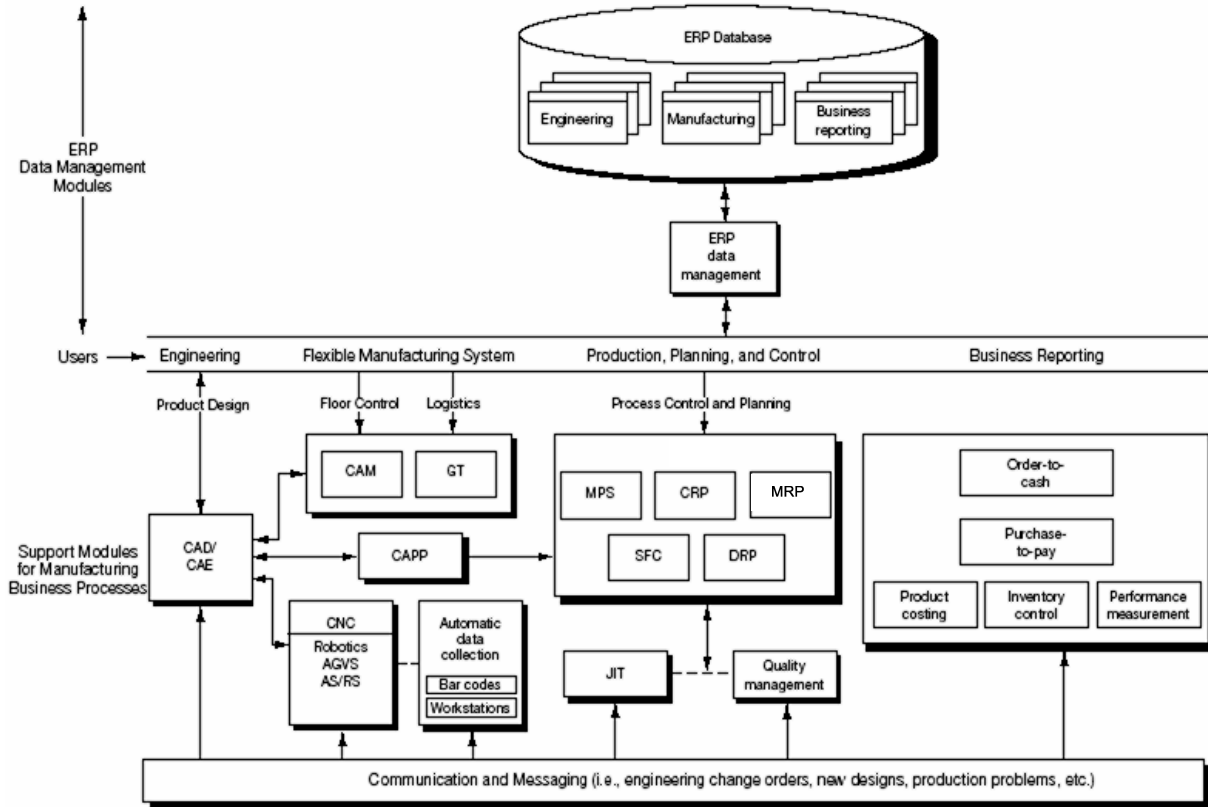 ERP Database
Engineering
Manufacturing
Business
reporting
ERP
Data Management
Modules
ERP
data
management
Users
Engineering
Flexible Manufacturing System
Production, Planning, and Control
Business Reporting
Product Design
Floor Control
Logistics
Process Control and Planning
CAM
GT
MPS
CRP
MRP
SFC
DRP
Order-to-
cash
Purchase-
to-pay
Product
costing
Inventory
control
Performance
measurement
Support Modules
for Manufacturing
Business Processes
CAD/
CAE
CAPP
CNC
Robotics
AGVS
AS/RS
Automatic
data
collection
Bar codes
Workstations
JIT
Quality
management
Communication and Messaging (i.e., engineering change orders, new designs, production problems, etc.)